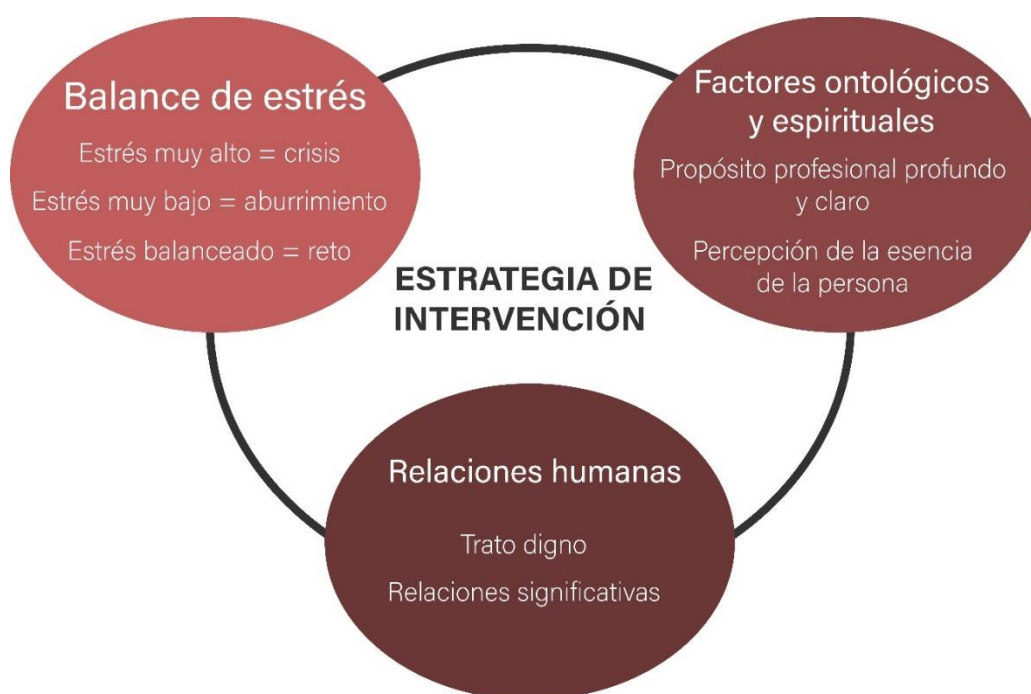 Balance de estrés
Estrés muy alto = crisis
Estrés muy bajo = aburrimiento
Estrés balanceado = reto
Factores ontológicos
y espirituales
Propósito profesional profundo
y claro
Percepción de la esencia
de la persona
ESTRATEGIA DE
INTERVENCIÓN
Relaciones humanas
Trato digno
Relaciones significativas